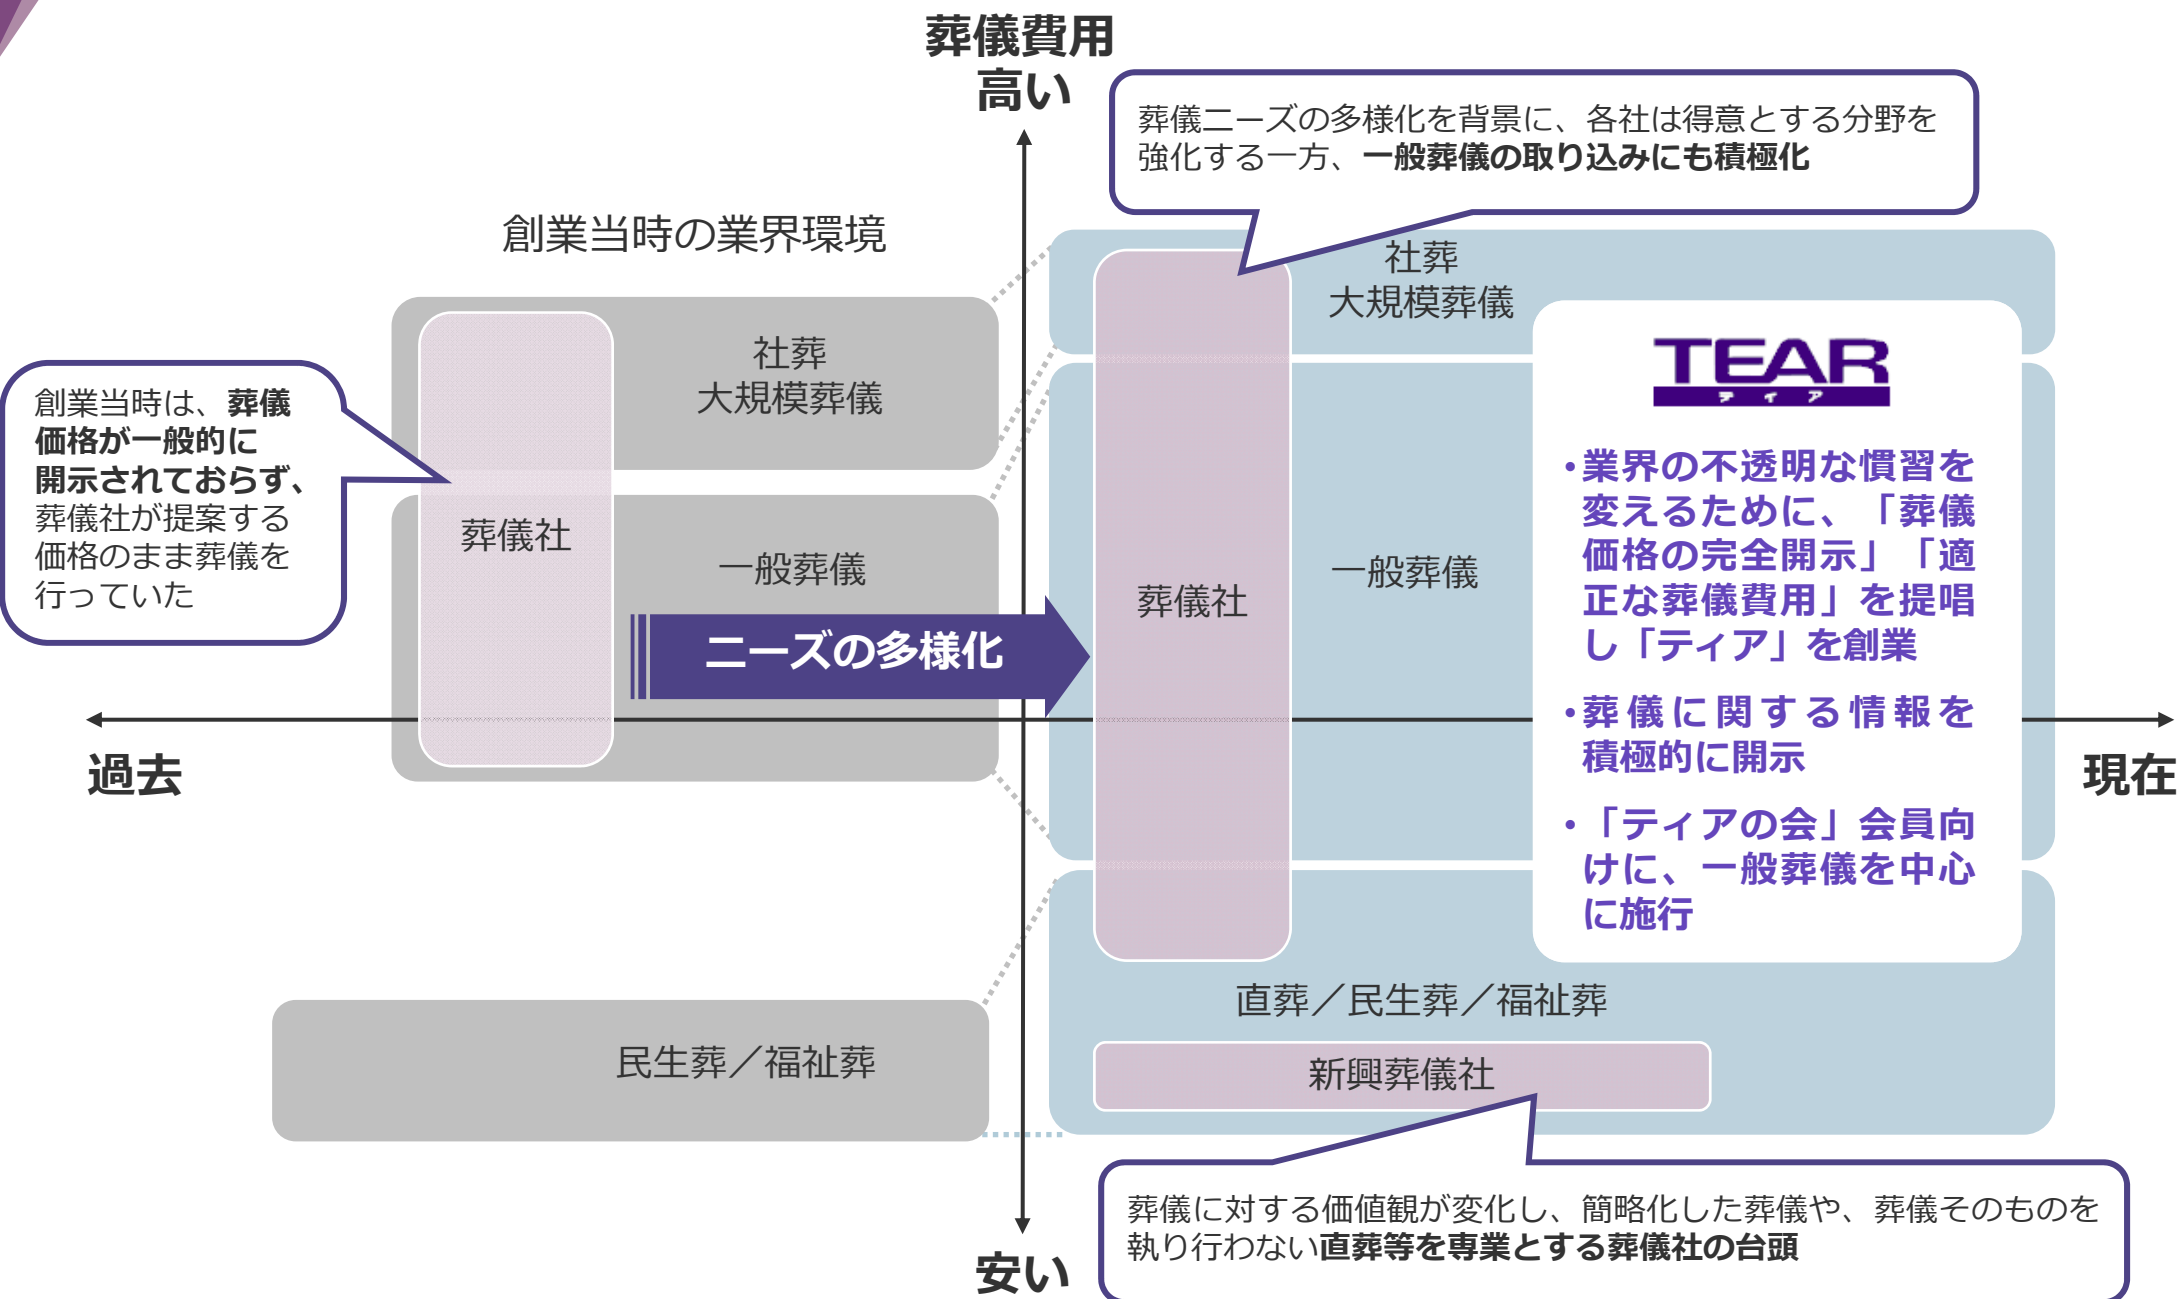 葬儀費用
高い
葬儀ニーズの多様化を背景に、各社は得意とする分野を
強化する一方、一般葬儀の取り込みにも積極化
創業当時の業界環境
社葬
大規模葬儀
一般葬儀
葬儀社
民生葬／福祉葬
創業当時は、葬儀
価格が一般的に
開示されておらず、
葬儀社が提案する
価格のまま葬儀を
行っていた
ニーズの多様化
過去
現在
社葬
大規模葬儀
葬儀社
一般葬儀
直葬／民生葬／福祉葬
新興葬儀社
TEAR
ティア
・業界の不透明な慣習を
変えるために、「葬儀
価格の完全開示」「適
正な葬儀費用」を提唱
し「ティア」を創業
・葬儀に関する情報を
積極的に開示
・「ティアの会」会員向
けに、一般葬儀を中心
に施行
葬儀に対する価値観が変化し、簡略化した葬儀や、葬儀そのものを
執り行わない直葬等を専業とする葬儀社の台頭
安い